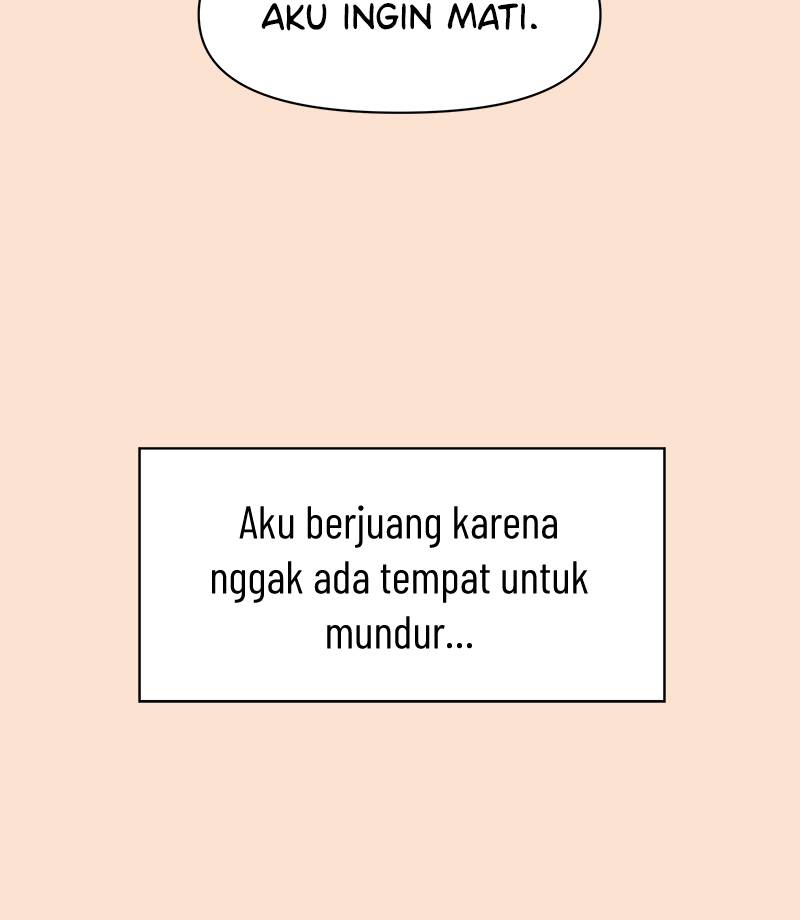 AKU INGIN MATI.
Aku berjuang karena
nggak ada tempat untuk
mundur...